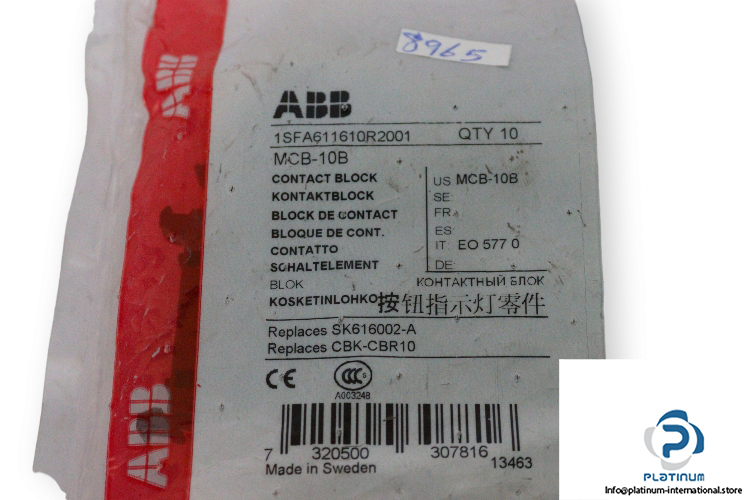 8965
ABB
ABB
ABB
1SFA611610R2001 QTY 10
MCB-10B
CONTACT BLOCK
KONTAKTBLOCK
BLOCK DE CONTACT
BLOQUE DE CONT.
CONTATTO
SCHALTELEMENT
BLOK
KOSKETINLOHKO
US MCB-10B
SE
FR
ES
IT EO 577 0
DE
КОНТАКТНЫЙ БЛОК
按钮指示灯零件
Replaces SK616002-A
Replaces CBK-CBR10
CE CCC S
A003248
7 320500 307816
Made in Sweden 13463
PLATINUM
INTERNATIONAL
Info@platinum-international.store